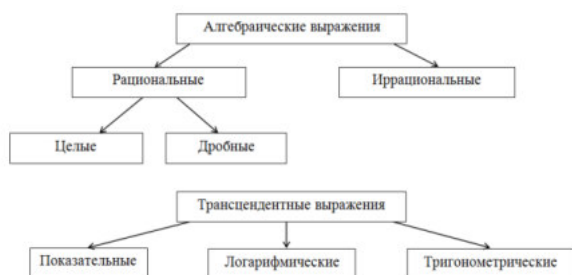 Алгебраические выражения
Рациональные
Иррациональные
Целые
Дробные
Трансцендентные выражения
Показательные
Логарифмические
Тригонометрические